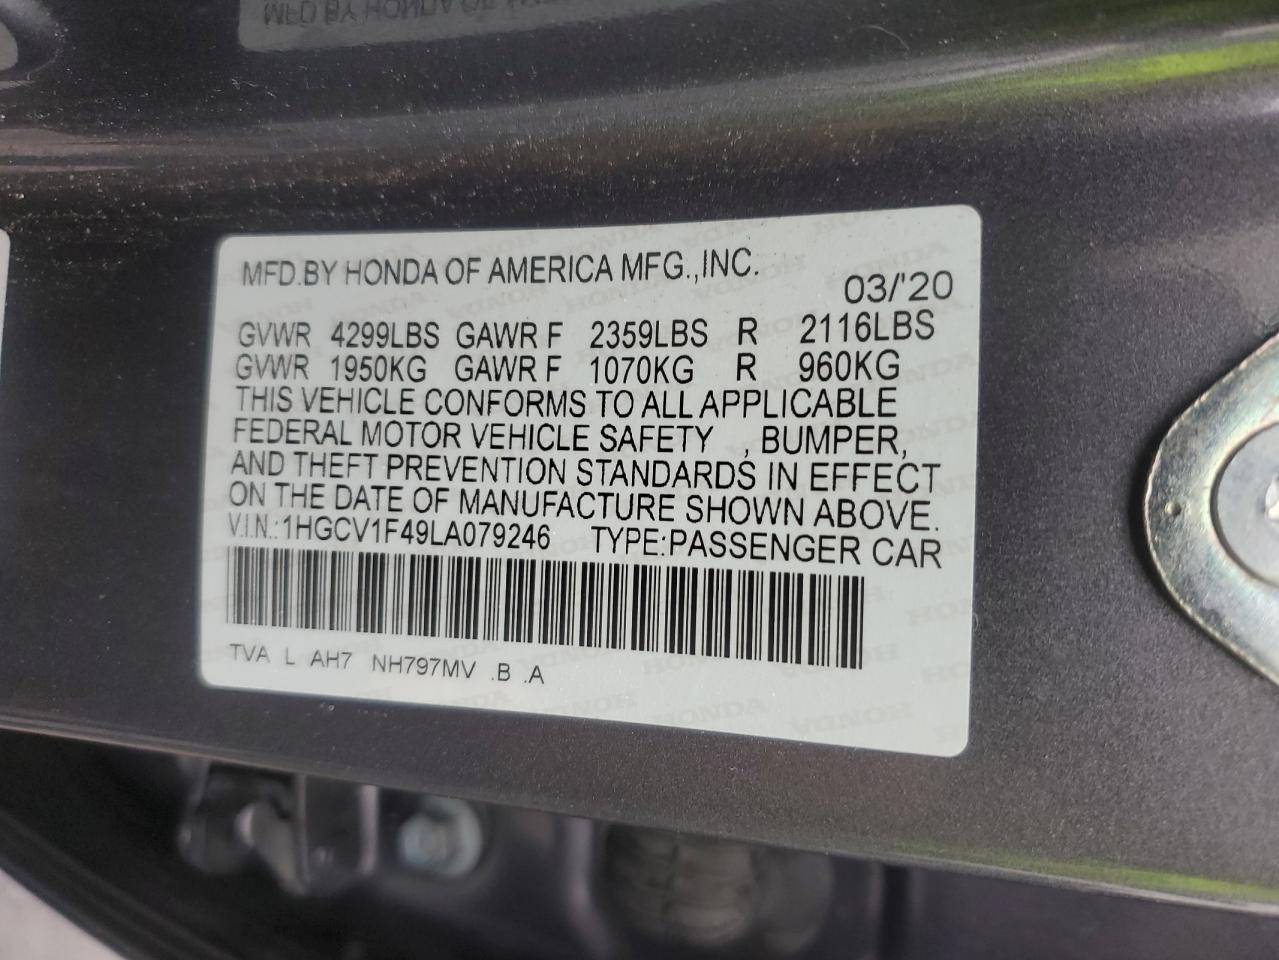 MFD.BY HONDA OF AMERICA MFG.,INC.
03/'20
GVWR 4299LBS GAWR F 2359LBS R 2116LBS
GVWR 1950KG GAWR F 1070KG R 960KG
THIS VEHICLE CONFORMS TO ALL APPLICABLE
FEDERAL MOTOR VEHICLE SAFETY , BUMPER,
AND THEFT PREVENTION STANDARDS IN EFFECT
ON THE DATE OF MANUFACTURE SHOWN ABOVE.
V.I.N.:1HGCV1F49LA079246 TYPE:PASSENGER CAR
TVA L AH7 NH797MV .B .A